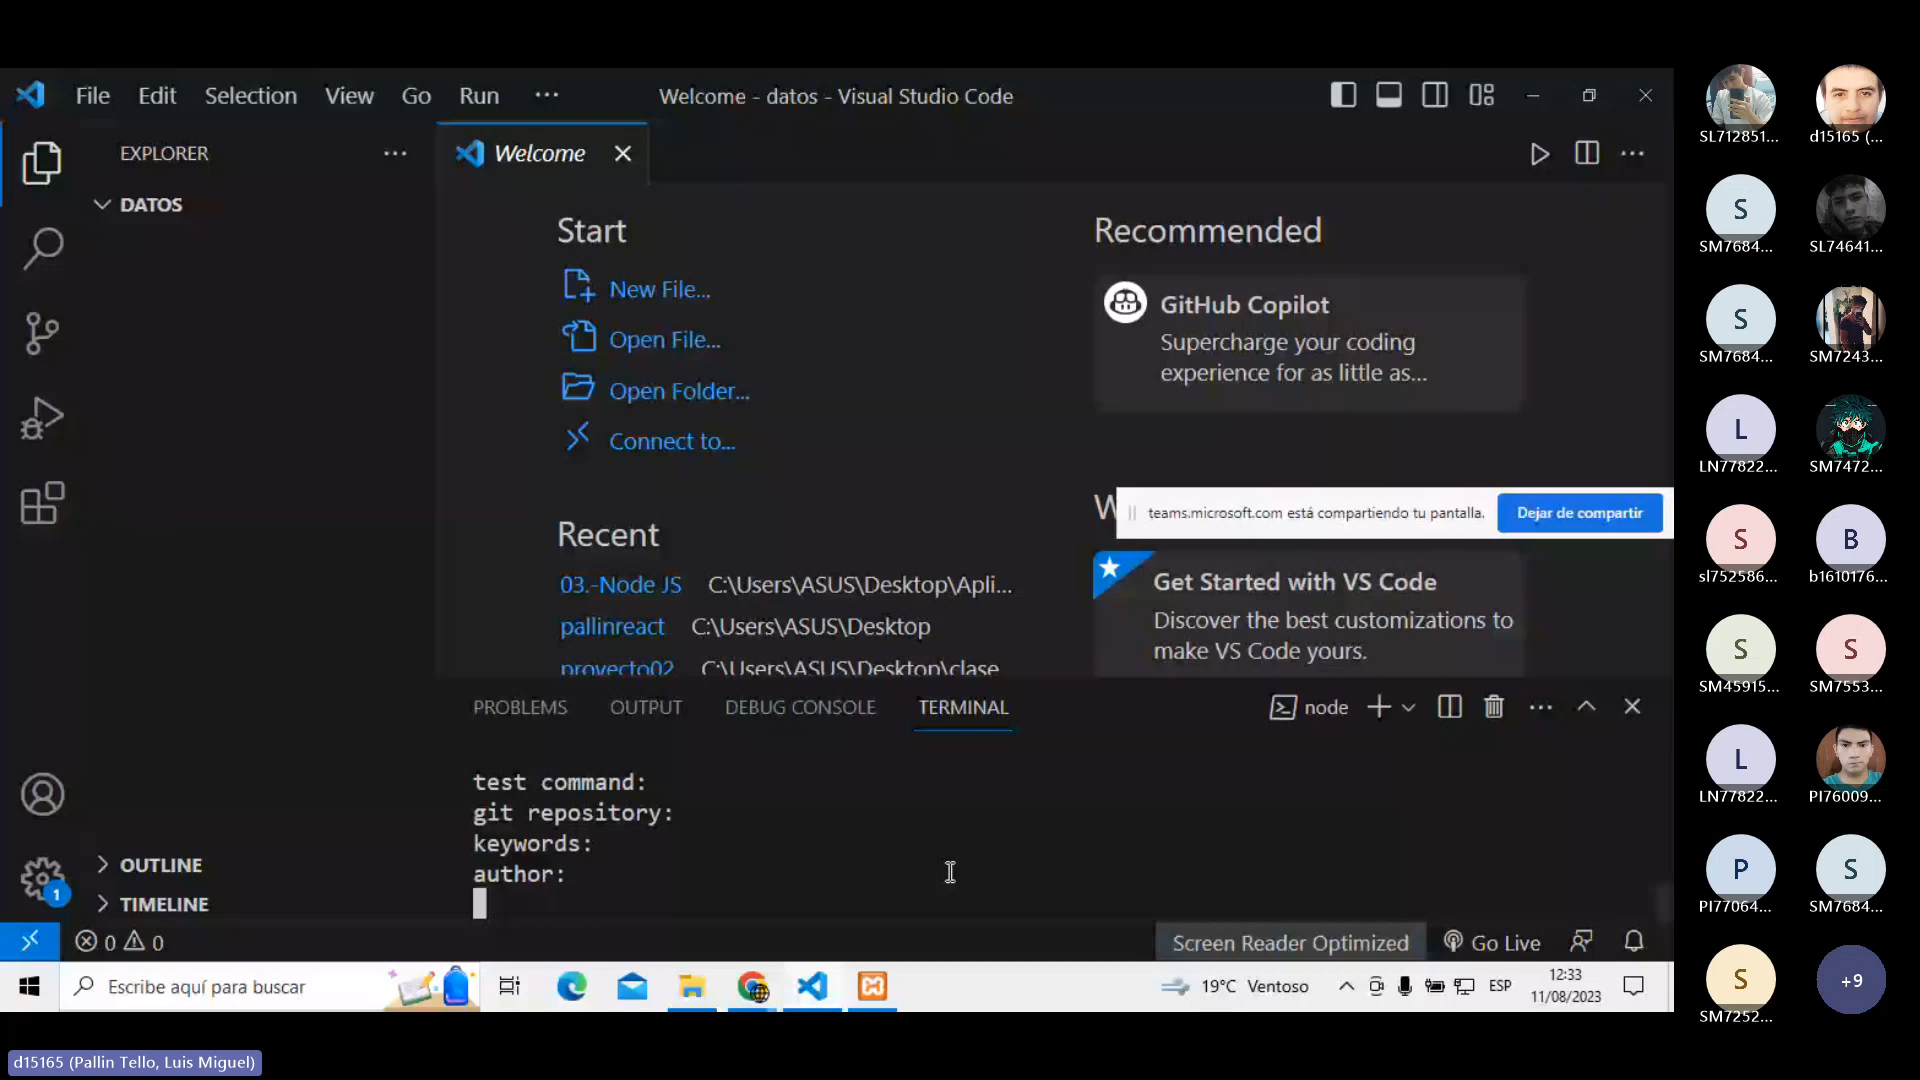 File Edit Selection View Go Run ··· Welcome - datos - Visual Studio Code
EXPLORER
Welcome
DATOS
Start
New File...
Open File...
Open Folder...
Connect to...
Recent
03.-Node JS C:\Users\ASUS\Desktop\Apli...
pallinreact C:\Users\ASUS\Desktop
proyecto02 C:\Users\ASUS\Desktop\clase
Recommended
GitHub Copilot
Supercharge your coding
experience for as little as...
W
teams.microsoft.com está compartiendo tu pantalla.
Dejar de compartir
Get Started with VS Code
Discover the best customizations to
make VS Code yours.
PROBLEMS OUTPUT DEBUG CONSOLE TERMINAL
node
test command:
git repository:
keywords:
author:
OUTLINE
TIMELINE
1
0 0
Screen Reader Optimized
Go Live
Escribe aquí para buscar
19°C Ventoso
ESP
12:33
11/08/2023
SL712851...
d15165 (...
S
SM7684...
SL74641...
S
SM7684...
SM7243...
L
LN77822...
SM7472...
S
sl752586...
B
b1610176...
S
SM45915...
S
SM7553...
L
LN77822...
PI76009...
P
PI77064...
S
SM7684...
S
SM7252...
+9
d15165 (Pallin Tello, Luis Miguel)